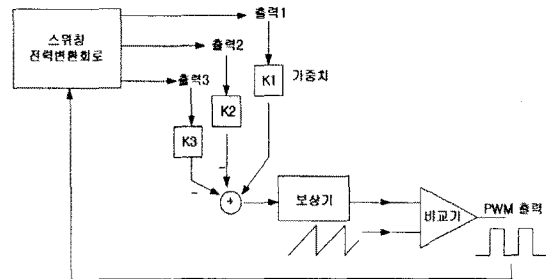 스위칭
전력변환회로
출력1
출력2
출력3
K1
가중치
K2
K3
-
-
+
보상기
비교기
PWM 출력